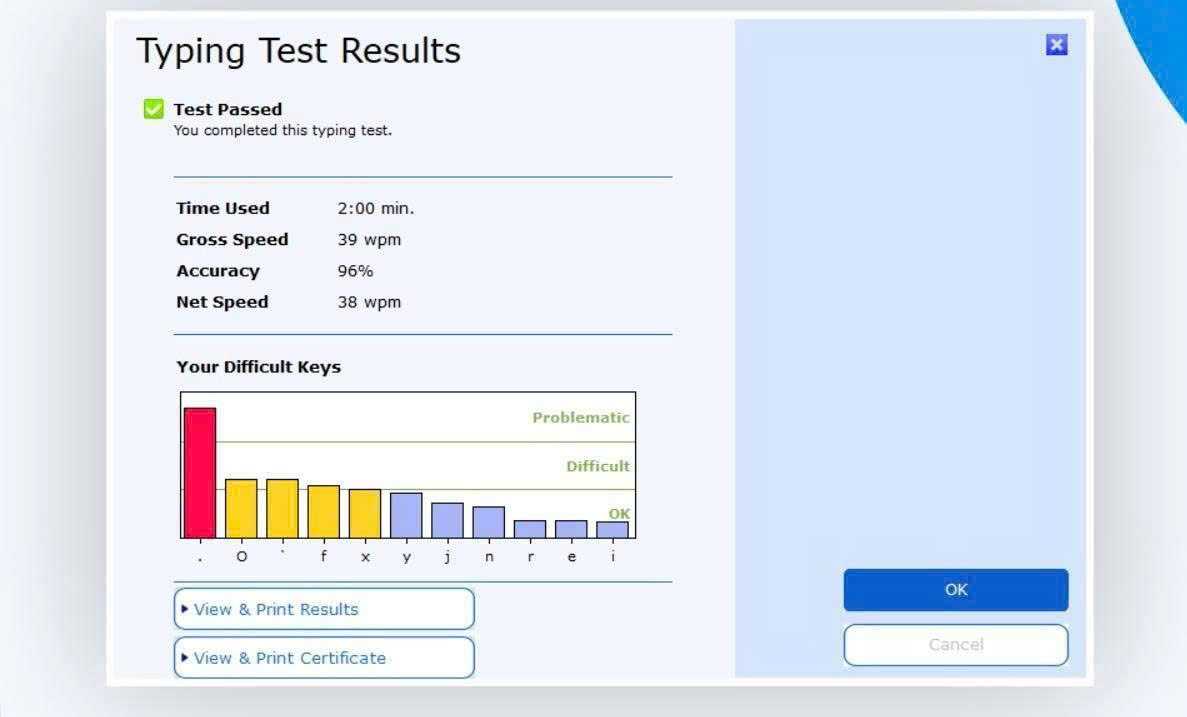 Typing Test Results
Test Passed
You completed this typing test.
Time Used 2:00 min.
Gross Speed 39 wpm
Accuracy 96%
Net Speed 38 wpm
Your Difficult Keys
Problematic
Difficult
OK
. O ` f x y j n r e i
View & Print Results
View & Print Certificate
OK
Cancel